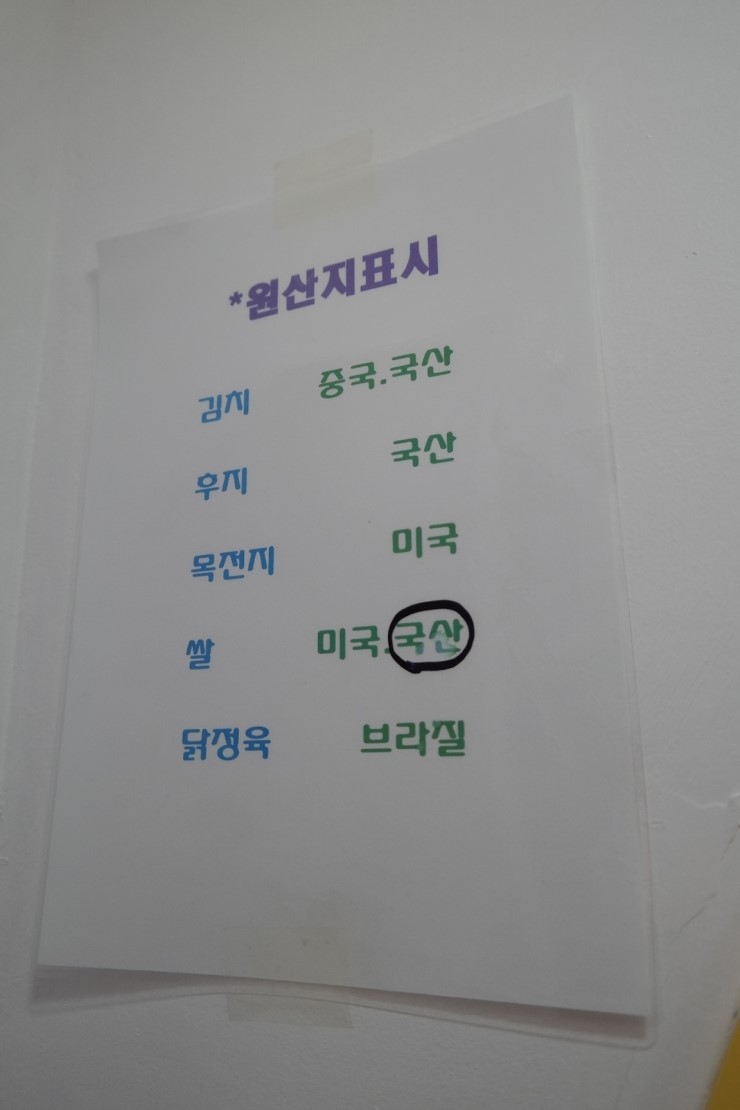 *원산지표시
김치 중국.국산
후지 국산
목전지 미국
쌀 미국.국산
닭정육 브라질